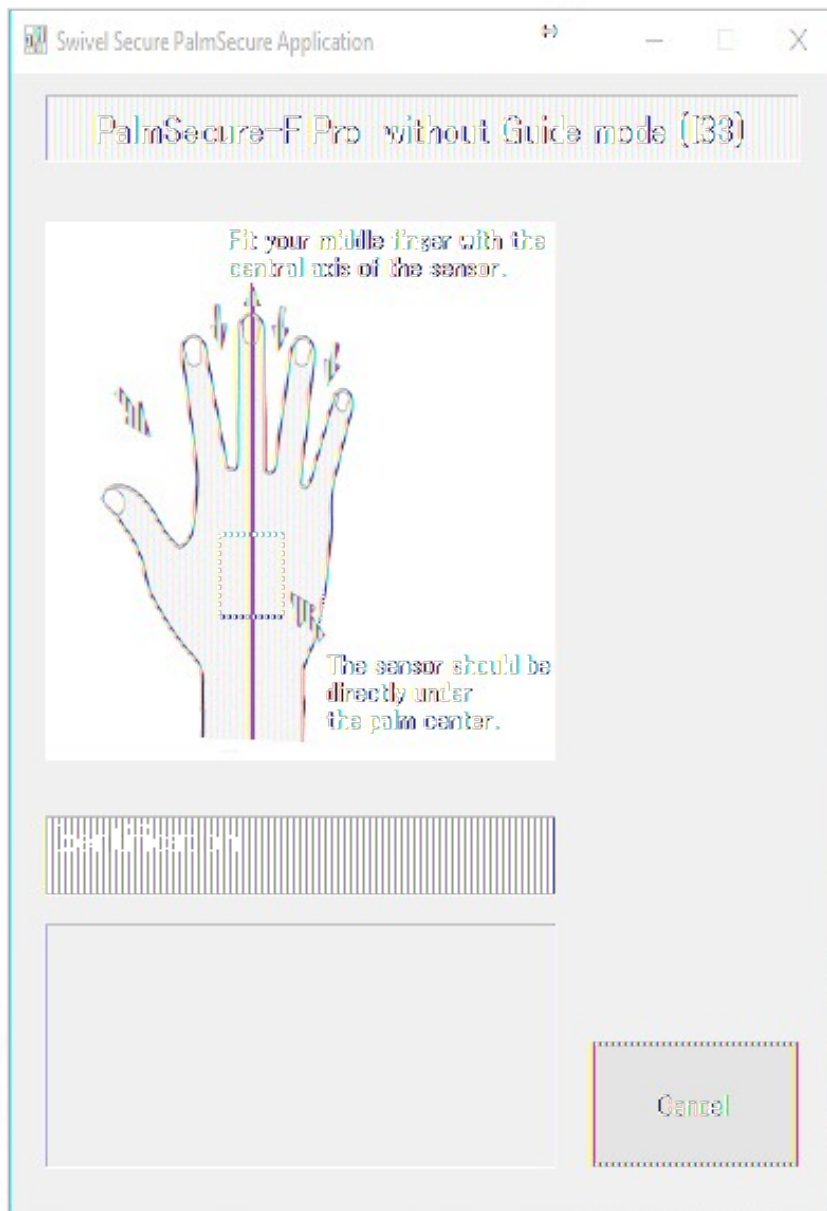 Swivel Secure PalmSecure Application
PalmSecure-F Pro without Guide mode (I33)
Fit your middle finger with the
central axis of the sensor.
The sensor should be
directly under
the palm center.
Identification
Cancel